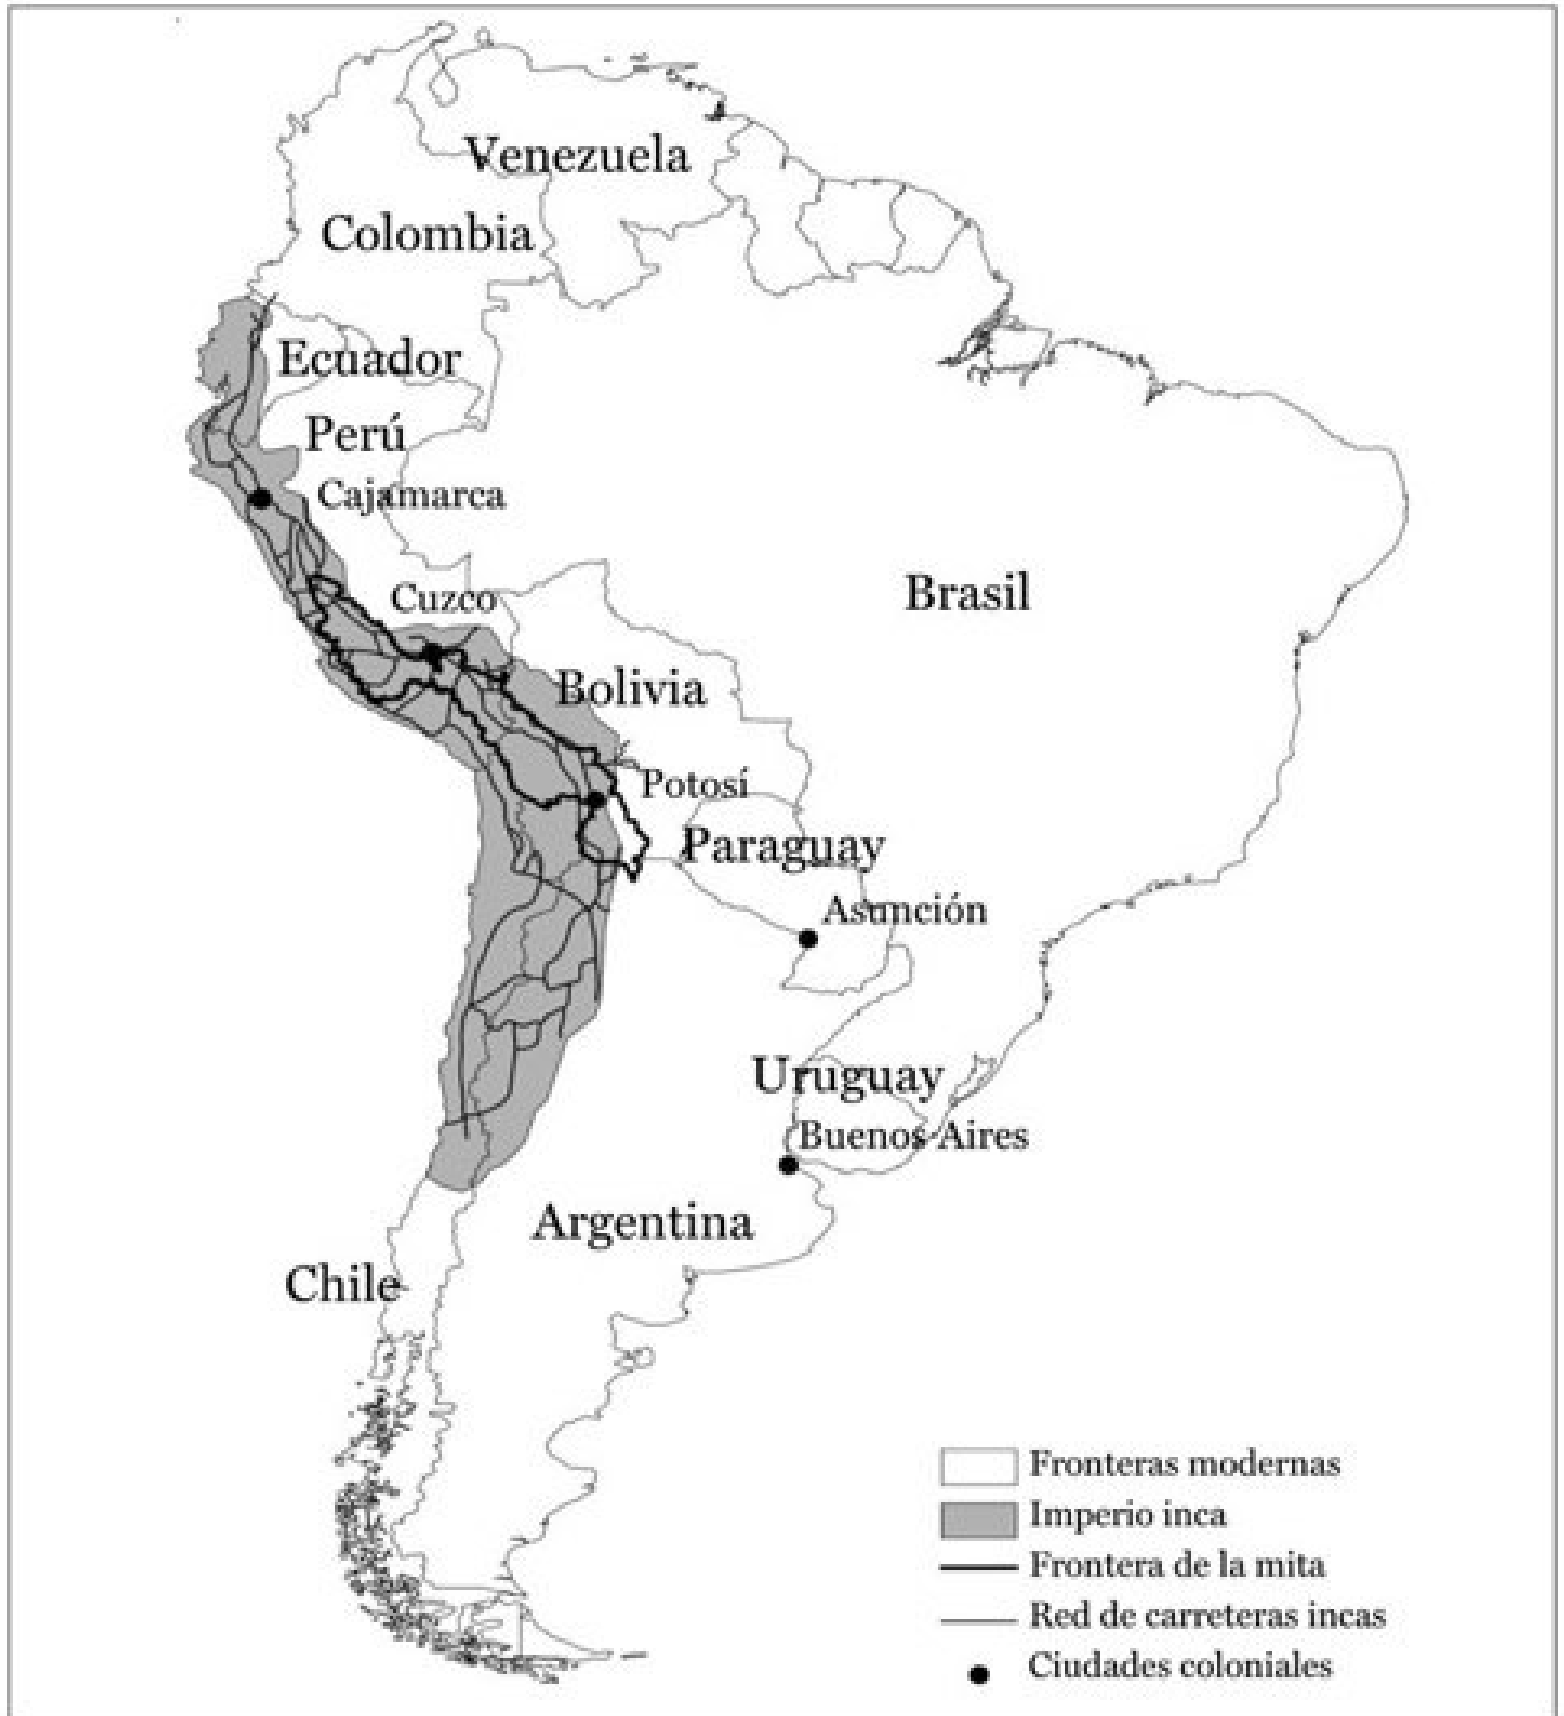 Venezuela
Colombia
Ecuador
Perú
Cajamarca
Cuzco
Brasil
Bolivia
Potosí
Paraguay
Asunción
Uruguay
Buenos Aires
Argentina
Chile
Fronteras modernas
Imperio inca
Frontera de la mita
Red de carreteras incas
Ciudades coloniales